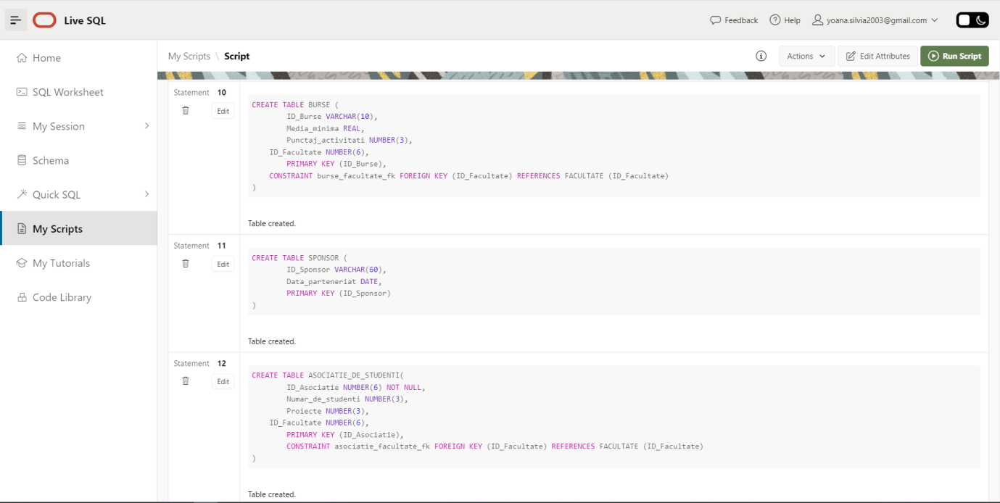 Live SQL
Feedback
Help
yoana.silvia2003@gmail.com
Home
SQL Worksheet
My Session
Schema
Quick SQL
My Scripts
My Tutorials
Code Library
My Scripts \ Script
Actions
Edit Attributes
Run Script
Statement 10
Edit
CREATE TABLE BURSE (
ID_Burse VARCHAR(10),
Media_minima REAL,
Punctaj_activitati NUMBER(3),
ID_Facultate NUMBER(6),
PRIMARY KEY (ID_Burse),
CONSTRAINT burse_facultate_fk FOREIGN KEY (ID_Facultate) REFERENCES FACULTATE (ID_Facultate)
)
Table created.
Statement 11
Edit
CREATE TABLE SPONSOR (
ID_Sponsor VARCHAR(60),
Data_parteneriat DATE,
PRIMARY KEY (ID_Sponsor)
)
Table created.
Statement 12
Edit
CREATE TABLE ASOCIATIE_DE_STUDENTI(
ID_Asociatie NUMBER(6) NOT NULL,
Numar_de_studenti NUMBER(3),
Proiecte NUMBER(3),
ID_Facultate NUMBER(6),
PRIMARY KEY (ID_Asociatie),
CONSTRAINT asociatie_facultate_fk FOREIGN KEY (ID_Facultate) REFERENCES FACULTATE (ID_Facultate)
)
Table created.